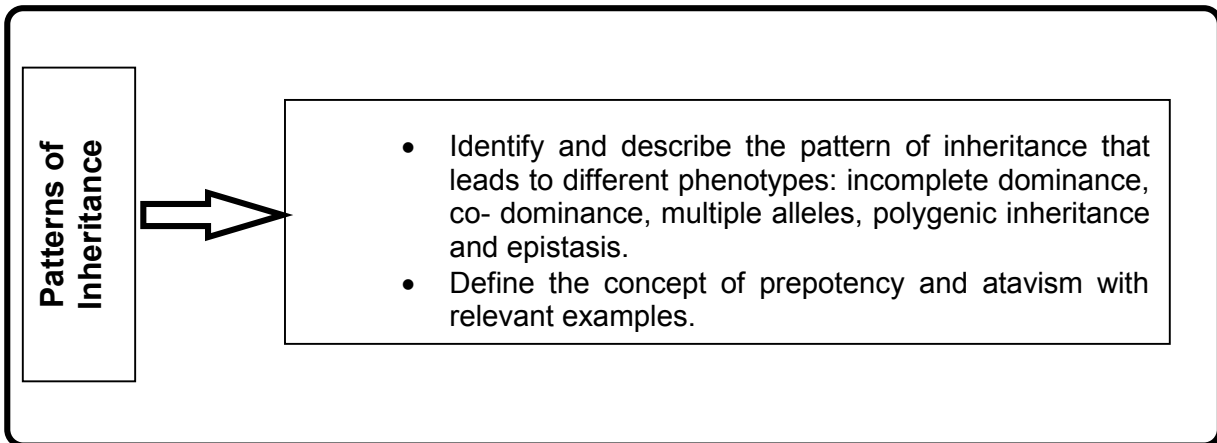 Patterns of
Inheritance
• Identify and describe the pattern of inheritance that
leads to different phenotypes: incomplete dominance,
co- dominance, multiple alleles, polygenic inheritance
and epistasis.
• Define the concept of prepotency and atavism with
relevant examples.